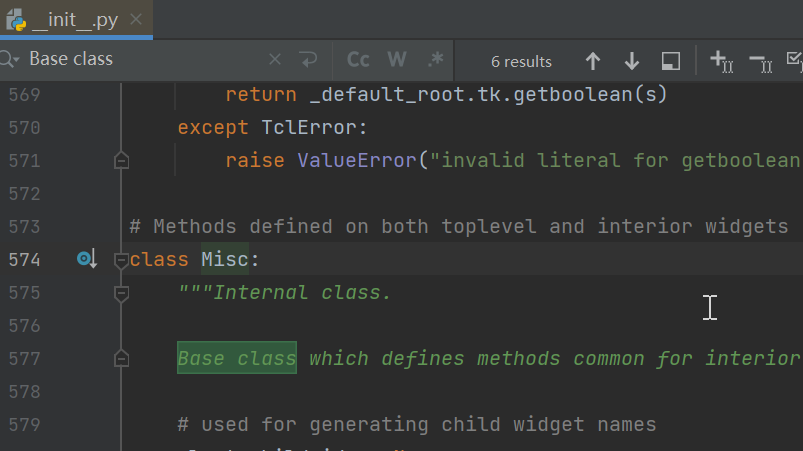 __init__.py
Base class
Cc W .*
6 results
569 return _default_root.tk.getboolean(s)
570 except TclError:
571 raise ValueError("invalid literal for getboolean
572
573 # Methods defined on both toplevel and interior widgets
574 class Misc:
575 """Internal class.
576
577 Base class which defines methods common for interior
578
579 # used for generating child widget names